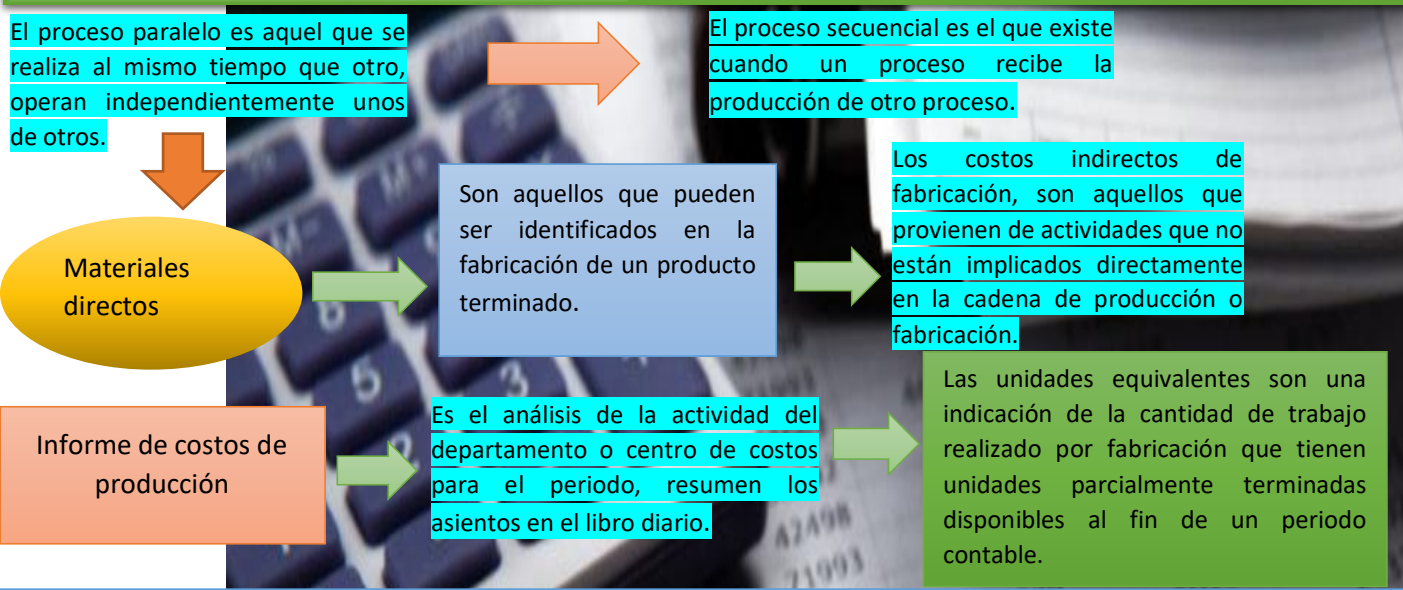 El proceso paralelo es aquel que se
realiza al mismo tiempo que otro,
operan independientemente unos
de otros.
El proceso secuencial es el que existe
cuando un proceso recibe la
producción de otro proceso.
Materiales
directos
Son aquellos que pueden
ser identificados en la
fabricación de un producto
terminado.
Los costos indirectos de
fabricación, son aquellos que
provienen de actividades que no
están implicados directamente
en la cadena de producción o
fabricación.
Informe de costos de
producción
Es el análisis de la actividad del
departamento o centro de costos
para el periodo, resumen los
asientos en el libro diario.
Las unidades equivalentes son una
indicación de la cantidad de trabajo
realizado por fabricación que tienen
unidades parcialmente terminadas
disponibles al fin de un periodo
contable.
M+
M-
6
5
3
2
42498
71993